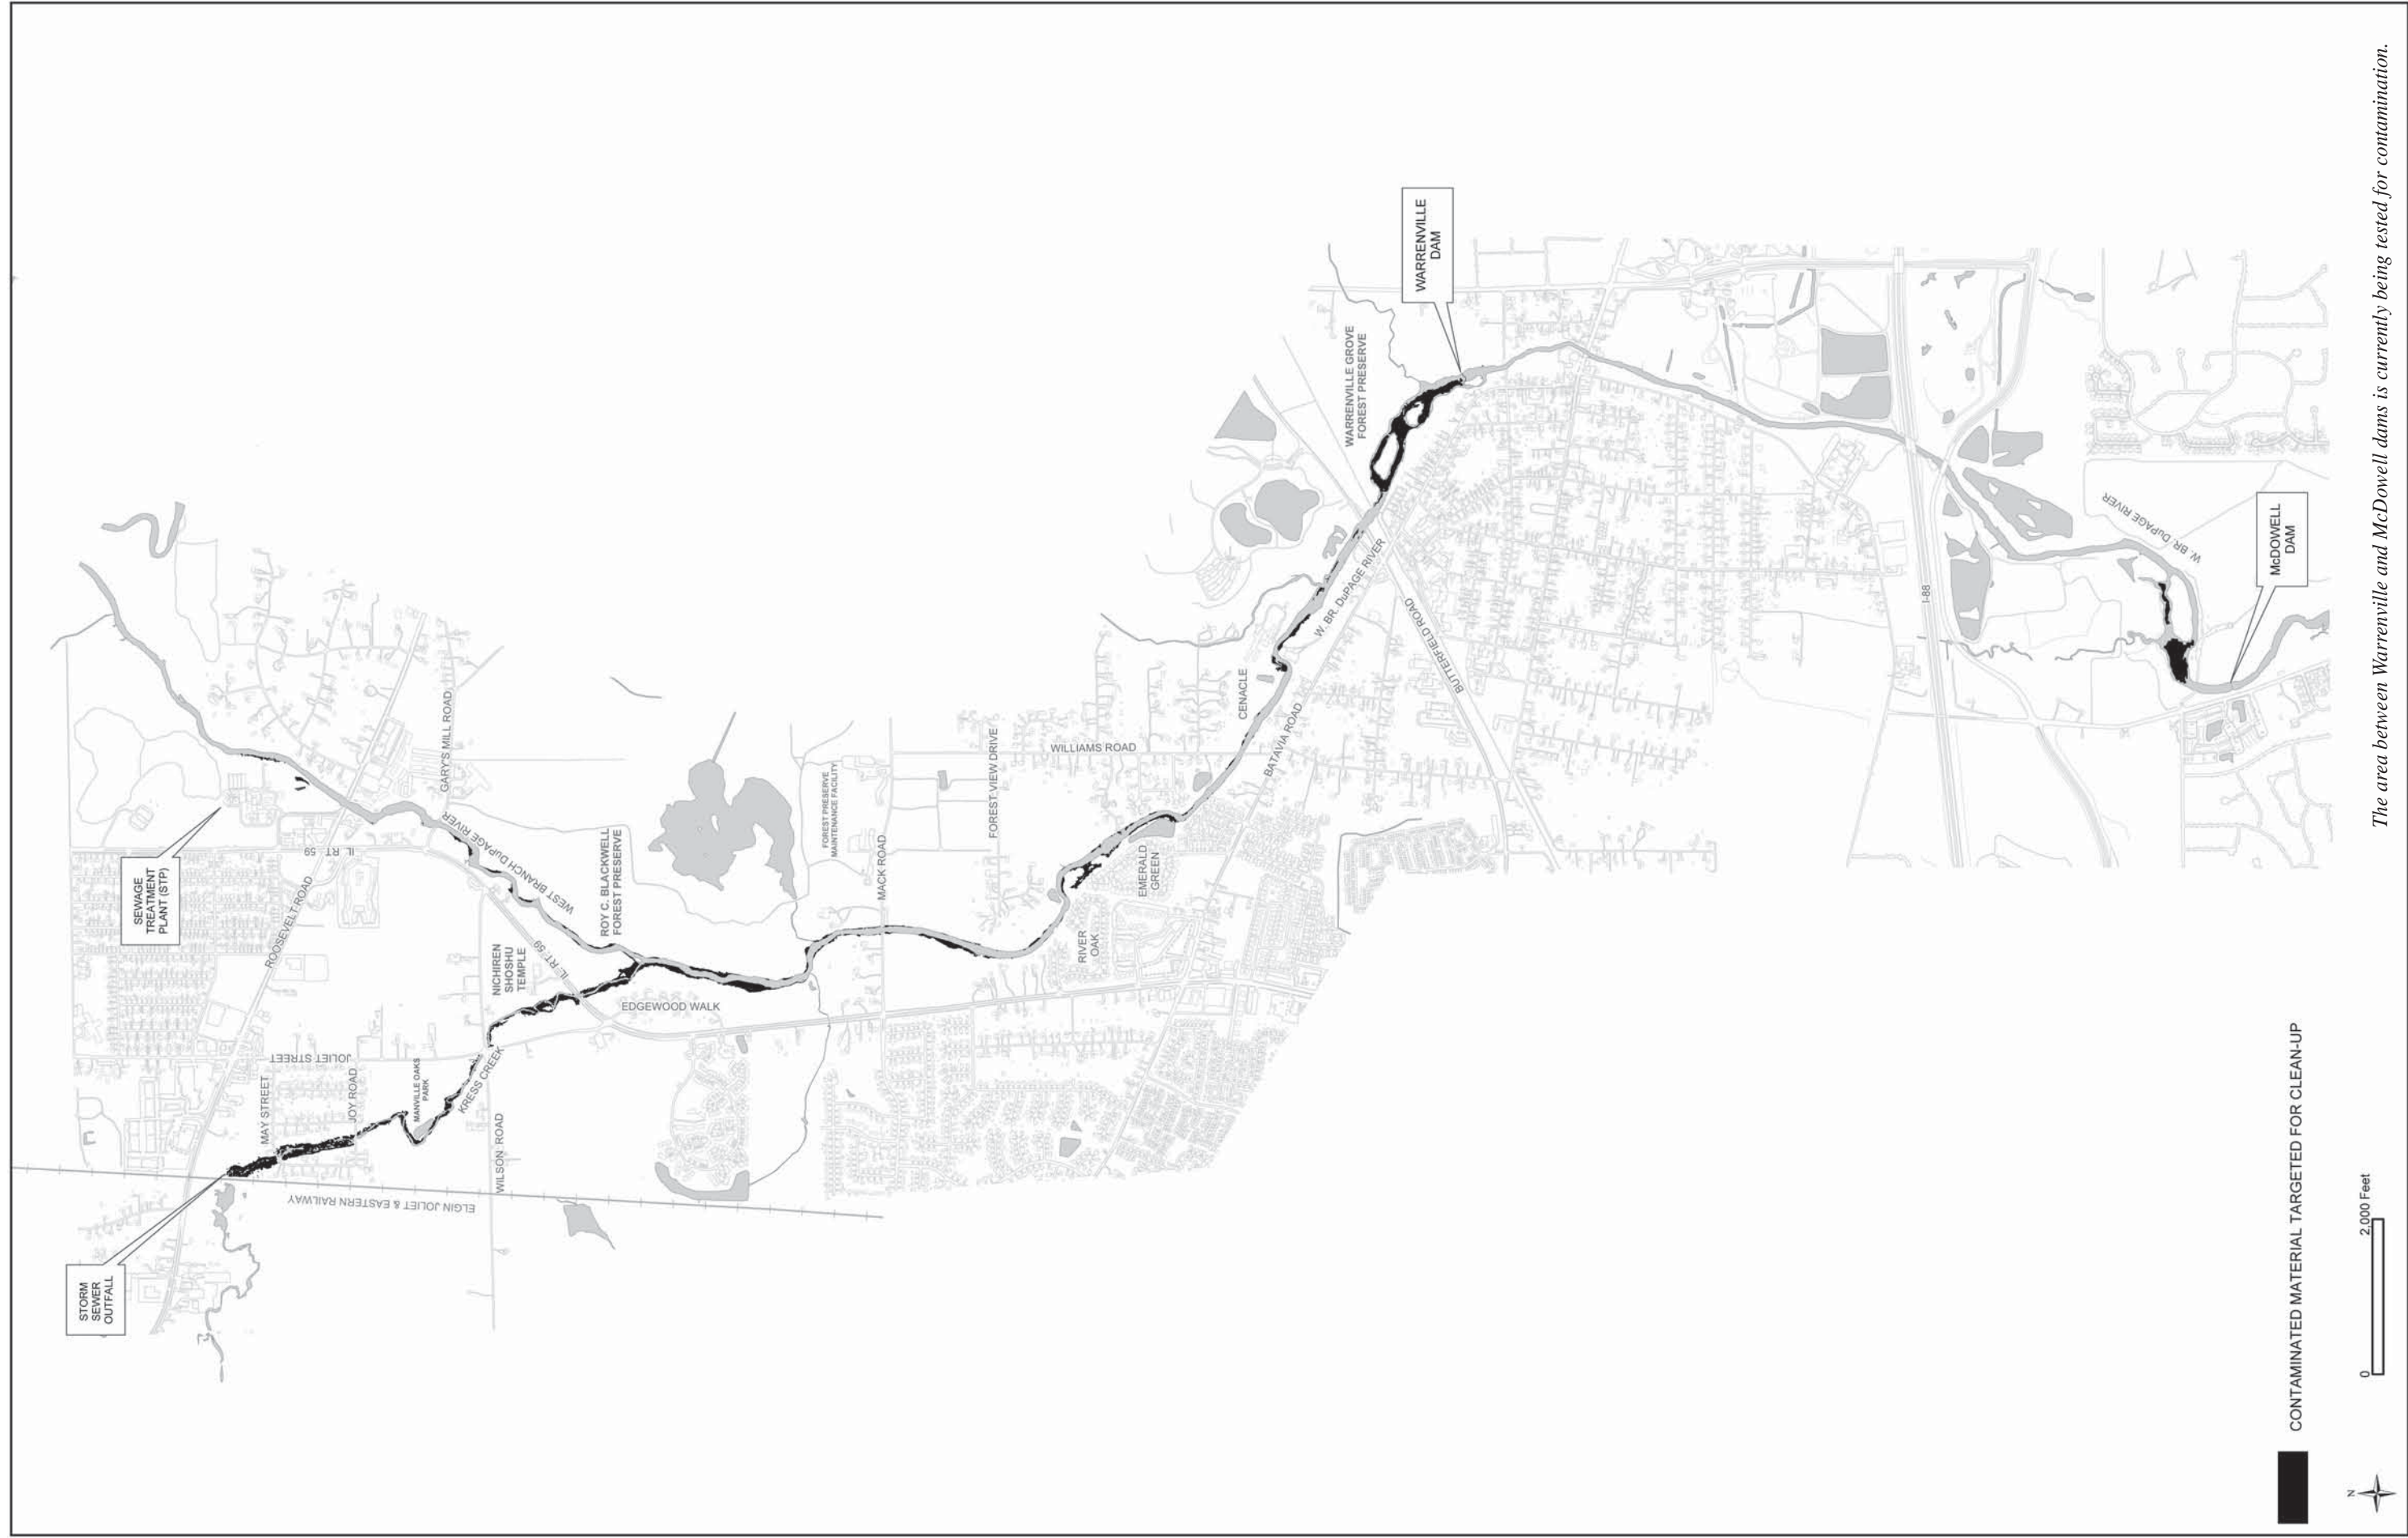 STORM
SEWER
OUTFALL
SEWAGE
TREATMENT
PLANT (STP)
ROOSEVELT ROAD
IL RT 59
GARY'S MILL ROAD
WEST BRANCH DUPAGE RIVER
MAY STREET
JOLIET STREET
JOY ROAD
MANVILLE OAKS
PARK
KRESS CREEK
ELGIN JOLIET & EASTERN RAILWAY
WILSON ROAD
NICHIREN
SHOSHU
TEMPLE
IL. RT 59
ROY C. BLACKWELL
FOREST PRESERVE
EDGEWOOD WALK
FOREST PRESERVE
MAINTENANCE FACILITY
MACK ROAD
FOREST VIEW DRIVE
WILLIAMS ROAD
RIVER
OAK
EMERALD
GREEN
CENACLE
BATAVIA ROAD
W. BR. DuPAGE RIVER
BUTTERFIELD ROAD
WARRENVILLE GROVE
FOREST PRESERVE
WARRENVILLE
DAM
I-88
W. BR. DuPAGE RIVER
McDOWELL
DAM
CONTAMINATED MATERIAL TARGETED FOR CLEAN-UP
N
0
2,000 Feet
The area between Warrenville and McDowell dams is currently being tested for contamination.